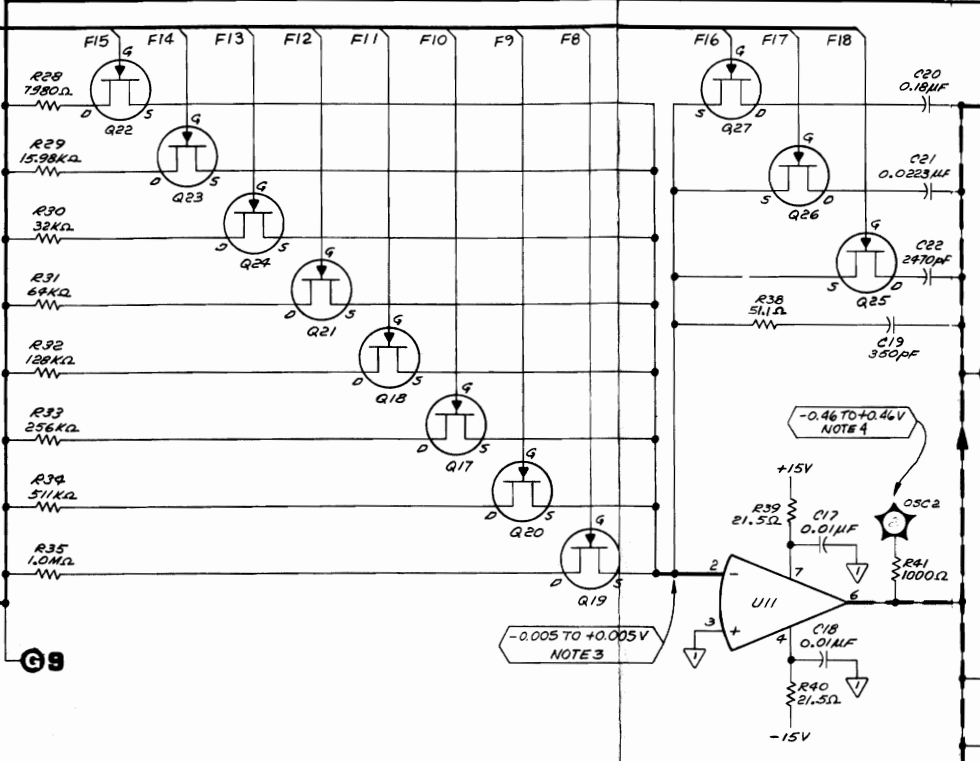 F15 F14 F13 F12 F11 F10 F9 F8 F16 F17 F18
R28
7980Ω
G
D
S
Q22
R29
15.98KΩ
G
D
S
Q23
R30
32KΩ
G
D
S
Q24
R31
64KΩ
G
D
S
Q21
R32
128KΩ
G
D
S
Q18
R33
256KΩ
G
D
S
Q17
R34
511KΩ
G
D
S
Q20
R35
1.0MΩ
G
D
S
Q19
G9
G
S
D
Q27
C20
0.18µF
G
S
D
Q26
C21
0.0223µF
G
S
D
Q25
C22
2470pF
R38
51.1Ω
C19
350pF
-0.46 TO +0.46V
NOTE 4
+15V
R39
21.5Ω
C17
0.01µF
1
OSC2
a
R41
1000Ω
2
-
7
U11
6
3
+
4
1
-0.005 TO +0.005V
NOTE 3
C18
0.01µF
1
R40
21.5Ω
-15V